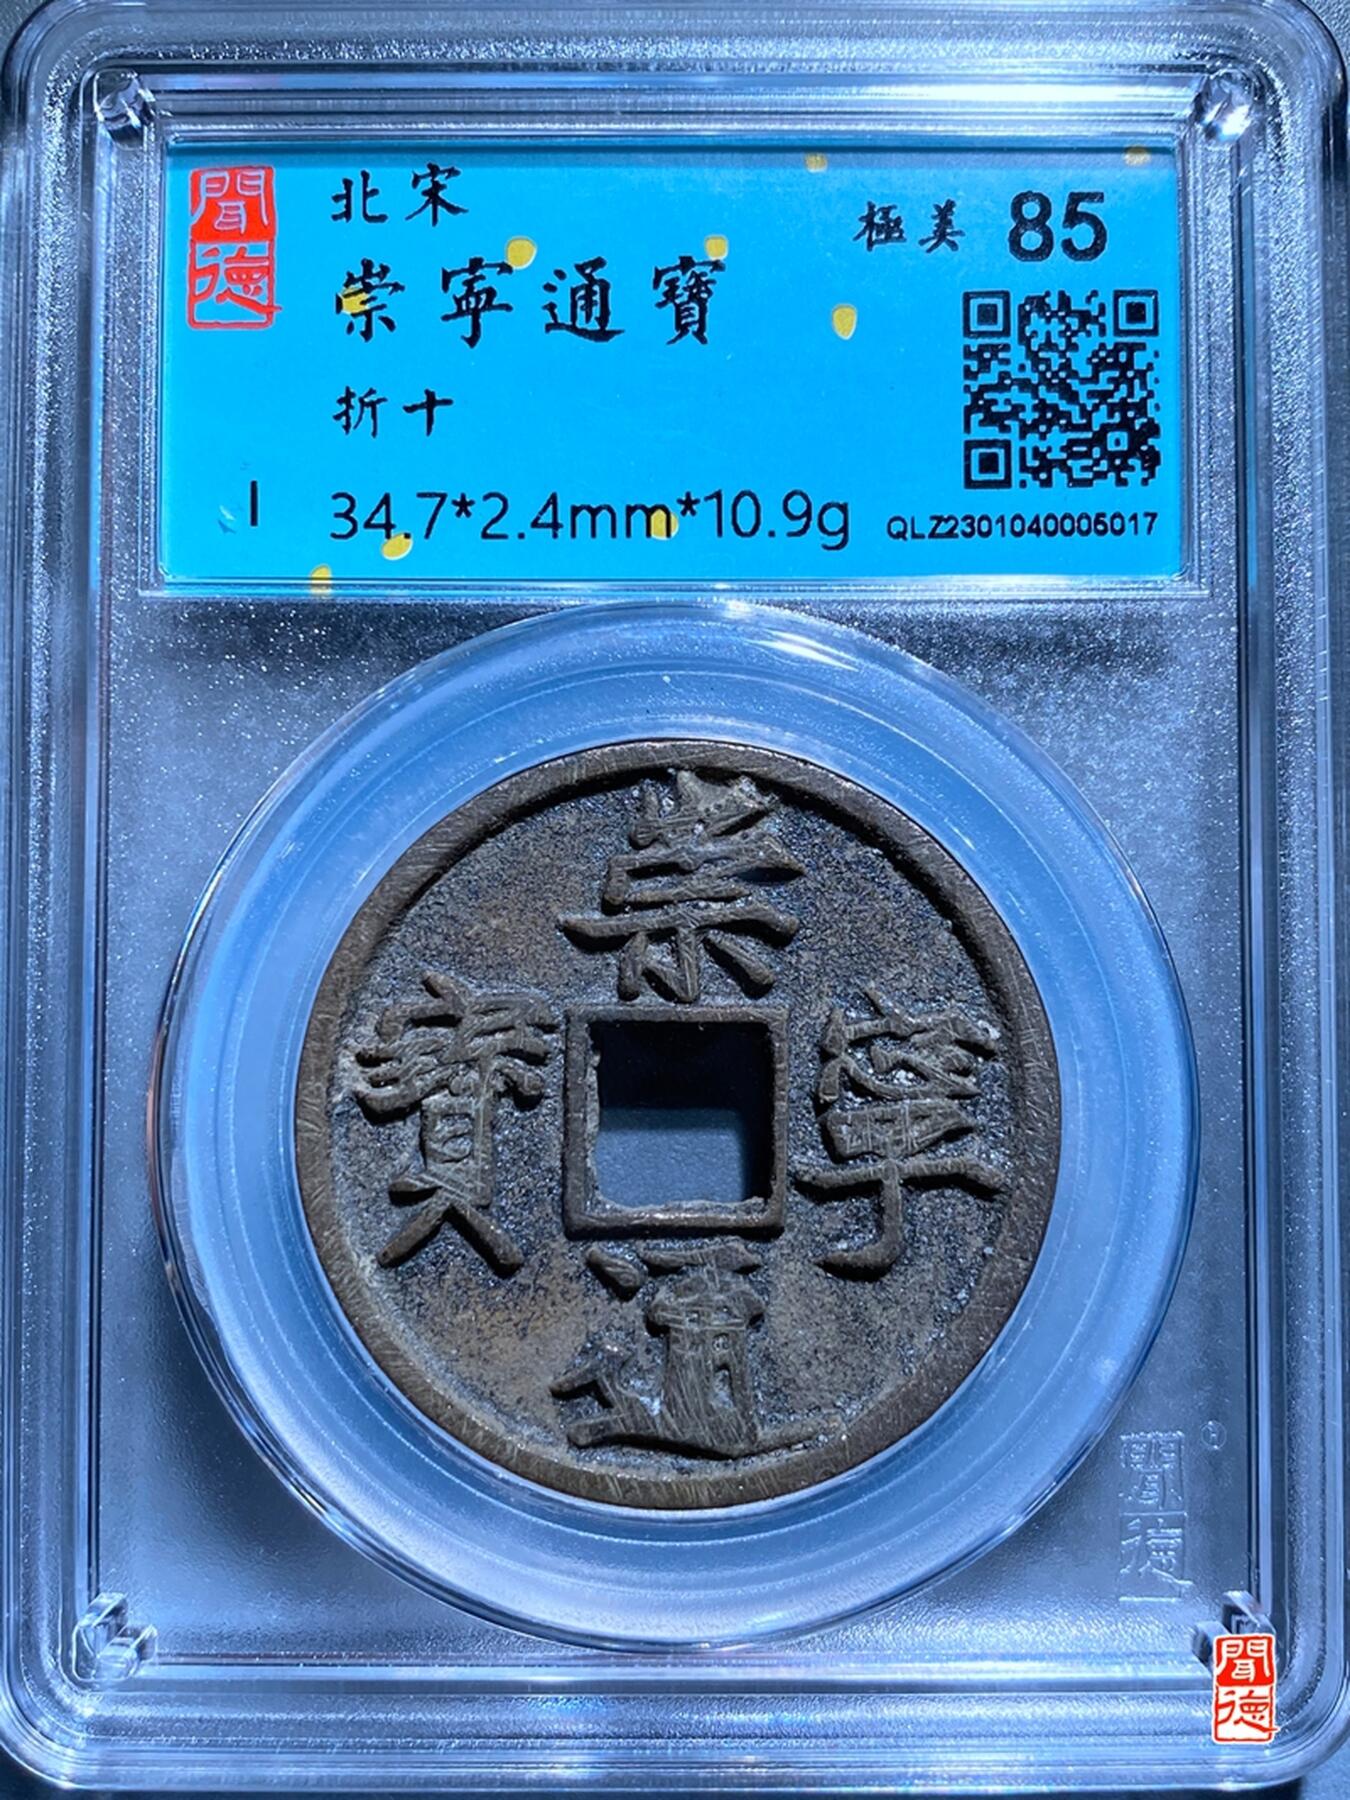 聞德
北宋
崇寧通寶
折十
極美 85
I 34.7*2.4mm*10.9g
QLZ2301040005017
崇寧通寶
聞德
聞德